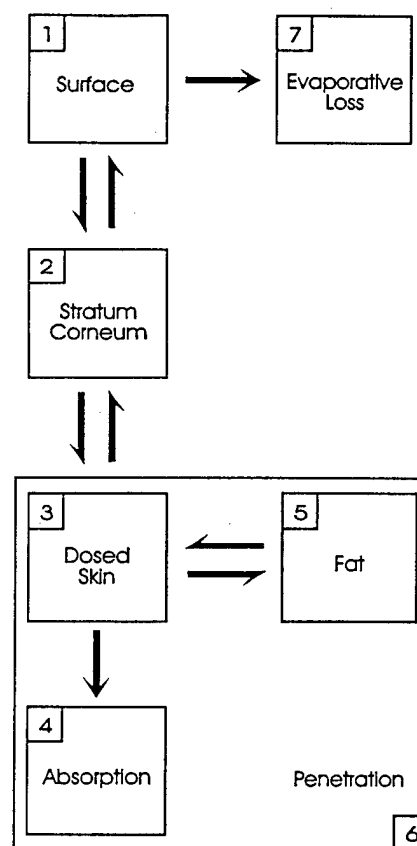 1
Surface
7
Evaporative
Loss
2
Stratum
Corneum
3
Dosed
Skin
5
Fat
4
Absorption
Penetration
6